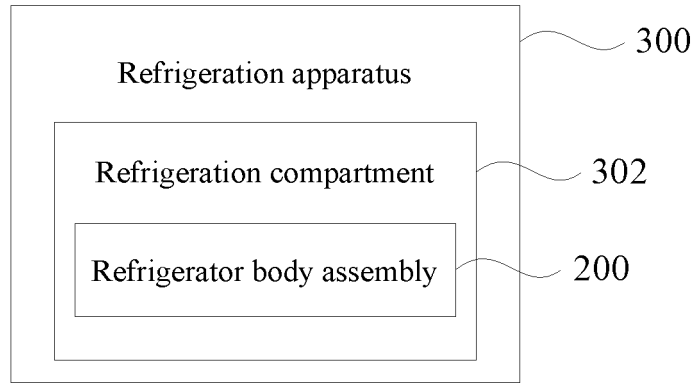 300
Refrigeration apparatus
Refrigeration compartment
302
Refrigerator body assembly
200